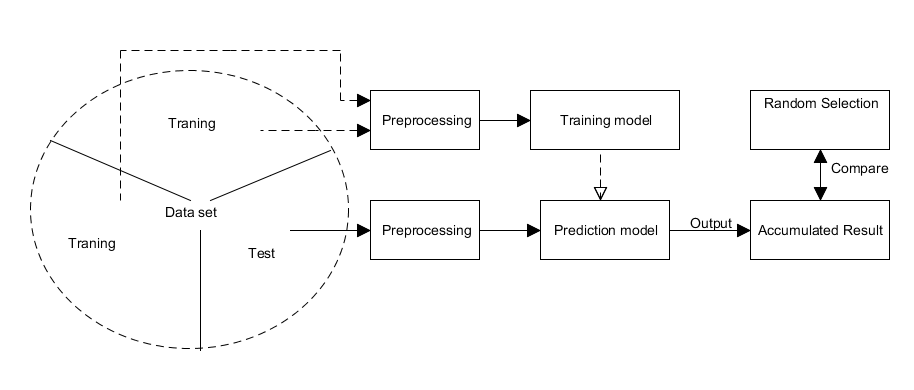 Traning
Data set
Traning
Test
Preprocessing
Training model
Random Selection
Compare
Preprocessing
Prediction model
Output
Accumulated Result